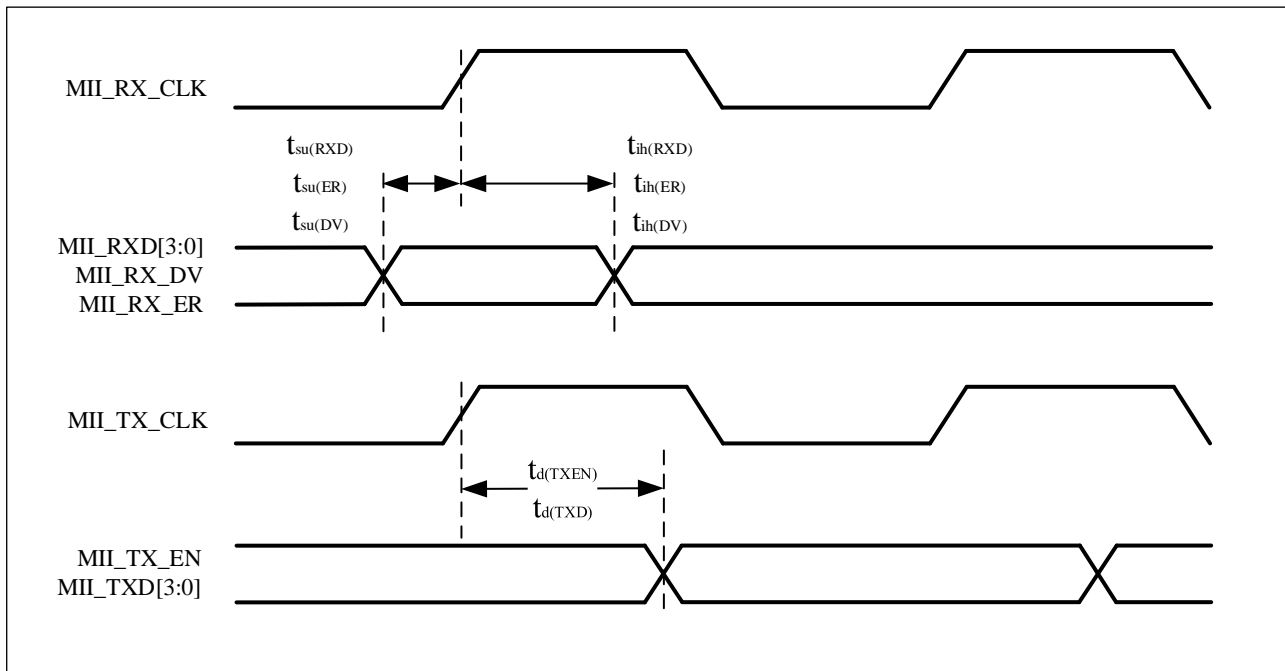 MII_RX_CLK
tsu(RXD)
tih(RXD)
tsu(ER)
tih(ER)
tsu(DV)
tih(DV)
MII_RXD[3:0]
MII_RX_DV
MII_RX_ER
MII_TX_CLK
td(TXEN)
td(TXD)
MII_TX_EN
MII_TXD[3:0]